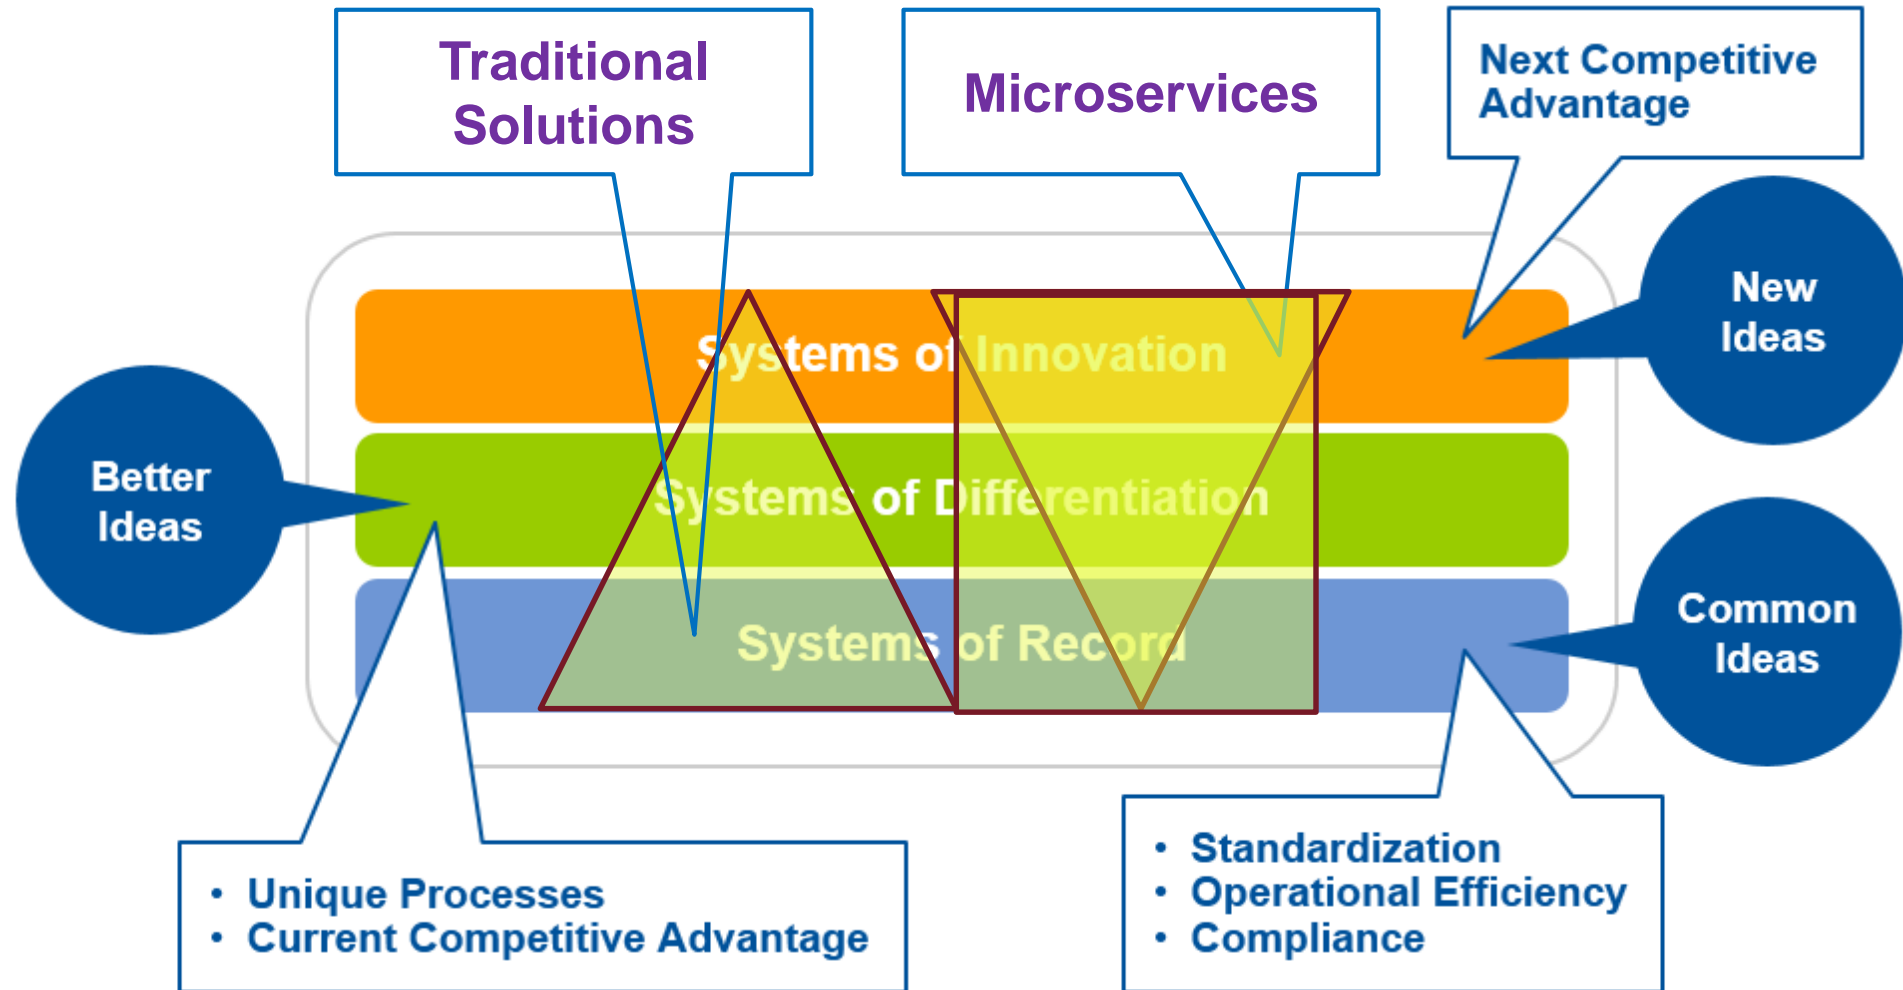 Traditional
Solutions
Microservices
Next Competitive
Advantage
New
Ideas
Systems of Innovation
Better
Ideas
Systems of Differentiation
Common
Ideas
Systems of Record
• Unique Processes
• Current Competitive Advantage
• Standardization
• Operational Efficiency
• Compliance